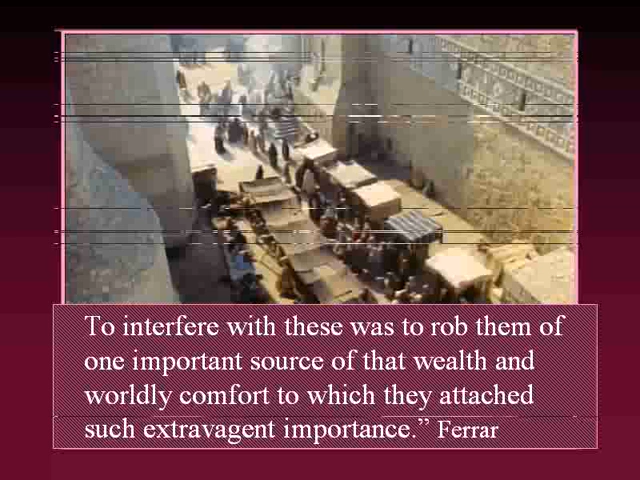 To interfere with these was to rob them of
one important source of that wealth and
worldly comfort to which they attached
such extravagent importance.” Ferrar